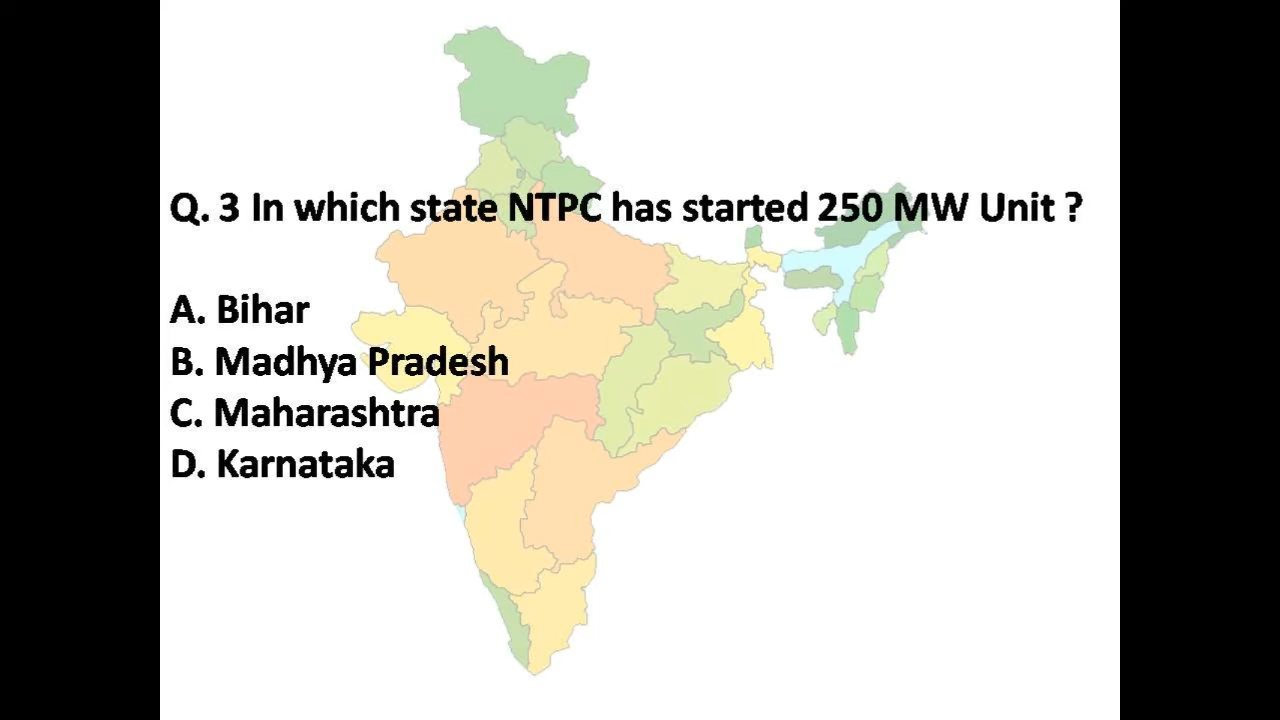 Q. 3 In which state NTPC has started 250 MW Unit ?
A. Bihar
B. Madhya Pradesh
C. Maharashtra
D. Karnataka